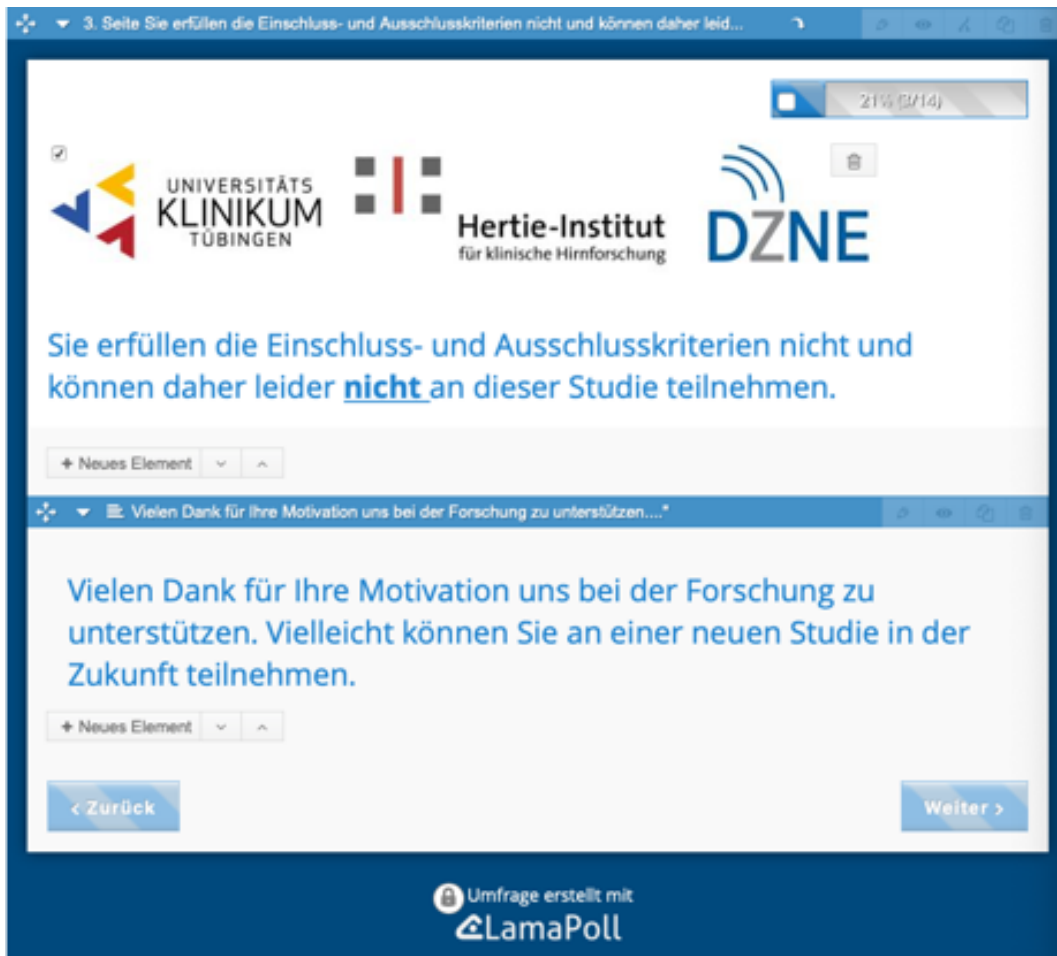 3. Seite Sie erfüllen die Einschluss- und Ausschlusskriterien nicht und können daher leid...
21% (3/14)
UNIVERSITÄTS
KLINIKUM
TÜBINGEN
Hertie-Institut
für klinische Hirnforschung
DZNE
Sie erfüllen die Einschluss- und Ausschlusskriterien nicht und
können daher leider nicht an dieser Studie teilnehmen.
+ Neues Element
Vielen Dank für Ihre Motivation uns bei der Forschung zu unterstützen...."
Vielen Dank für Ihre Motivation uns bei der Forschung zu
unterstützen. Vielleicht können Sie an einer neuen Studie in der
Zukunft teilnehmen.
+ Neues Element
< Zurück
Weiter >
Umfrage erstellt mit
LamaPoll